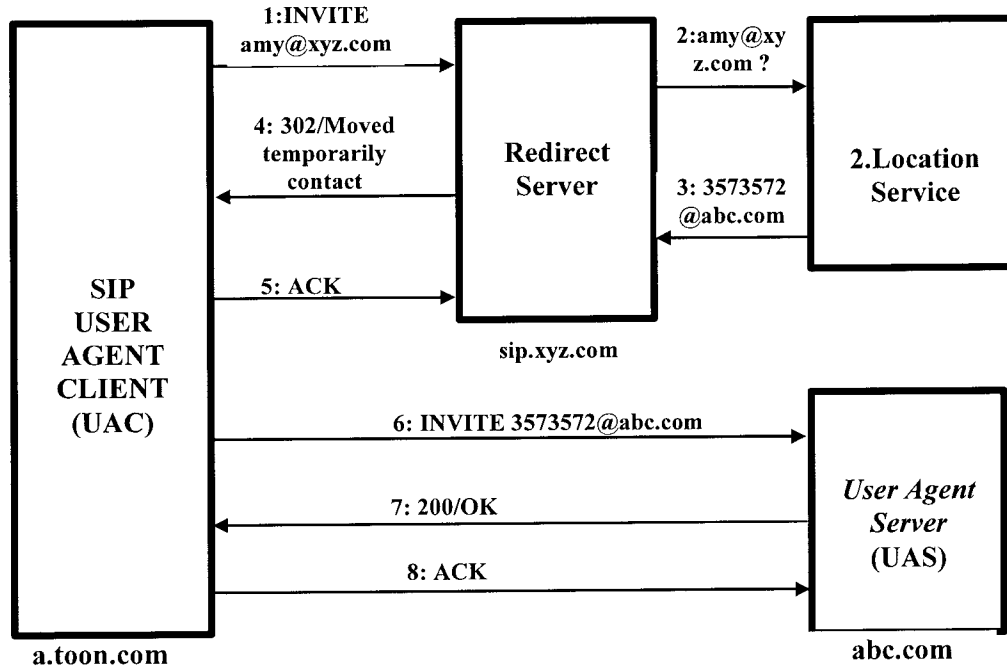 1:INVITE
amy@xyz.com
2:amy@xy
z.com ?
4: 302/Moved
temporarily
contact
Redirect
Server
2.Location
Service
3: 3573572
@abc.com
5: ACK
SIP
USER
AGENT
CLIENT
(UAC)
sip.xyz.com
6: INVITE 3573572@abc.com
7: 200/OK
User Agent
Server
(UAS)
8: ACK
a.toon.com
abc.com